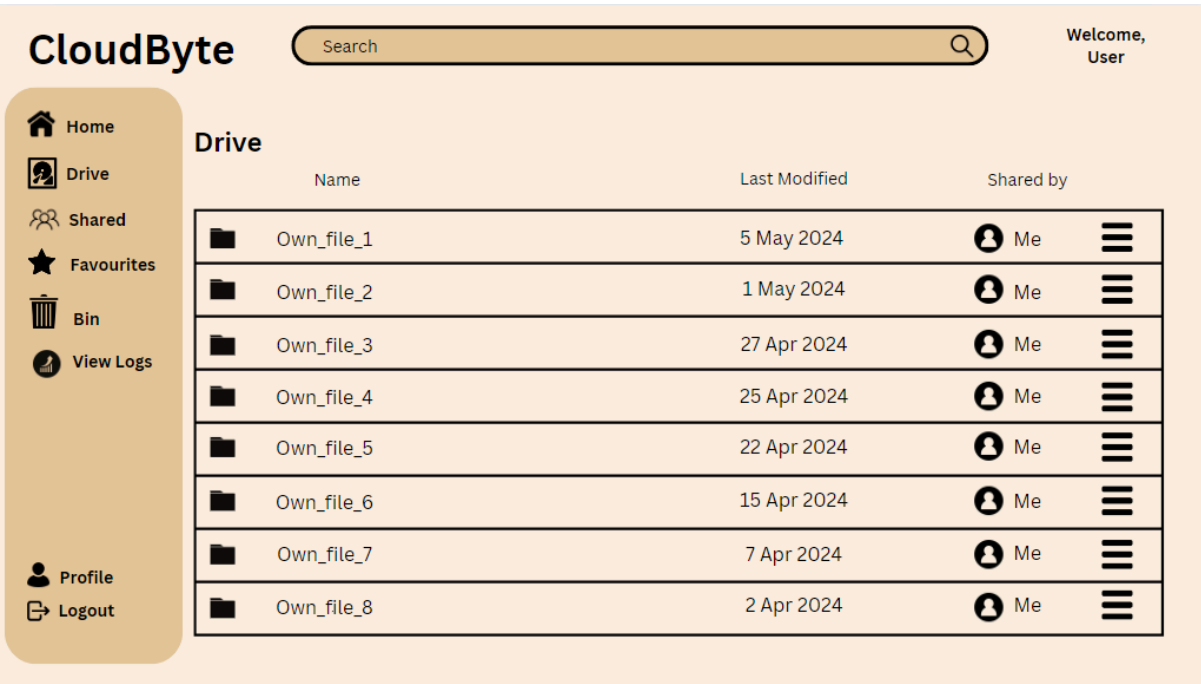 CloudByte
Search
Welcome,
User
Home
Drive
Shared
Favourites
Bin
View Logs
Profile
Logout
Drive
Name Last Modified Shared by
Own_file_1 5 May 2024 Me
Own_file_2 1 May 2024 Me
Own_file_3 27 Apr 2024 Me
Own_file_4 25 Apr 2024 Me
Own_file_5 22 Apr 2024 Me
Own_file_6 15 Apr 2024 Me
Own_file_7 7 Apr 2024 Me
Own_file_8 2 Apr 2024 Me